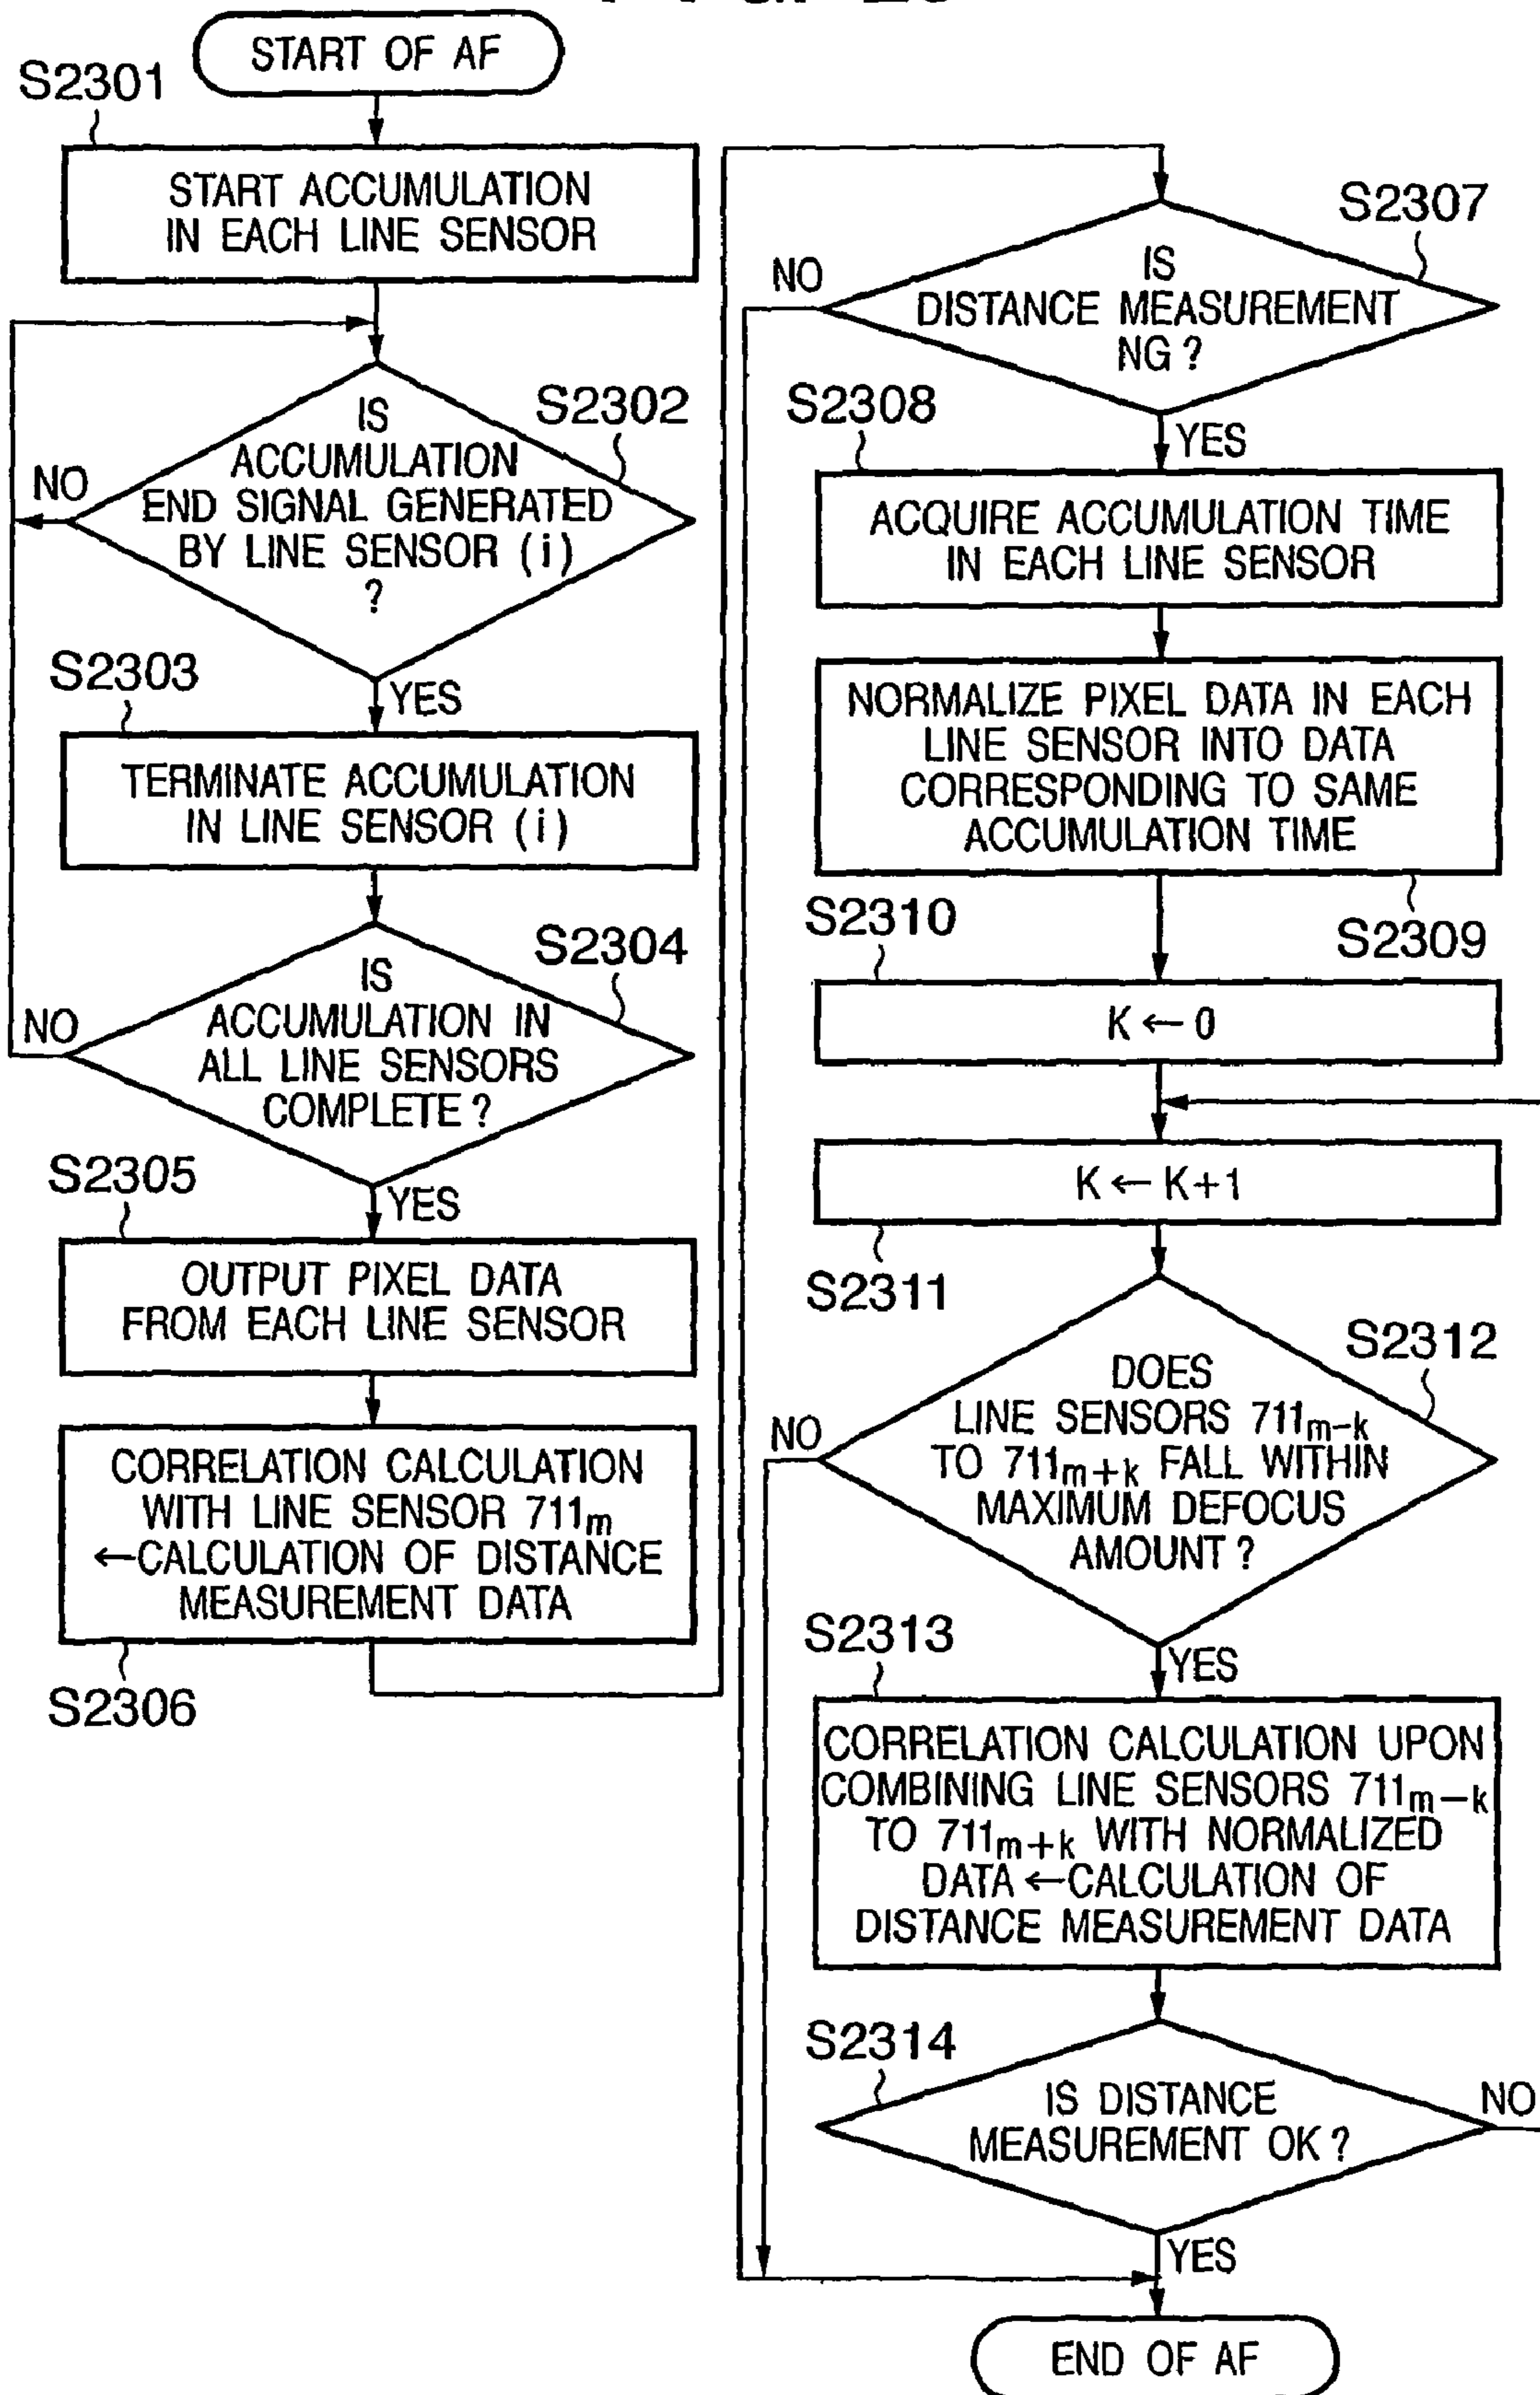 START OF AF
S2301
START ACCUMULATION
IN EACH LINE SENSOR
S2302
IS
ACCUMULATION
END SIGNAL GENERATED
BY LINE SENSOR (i)
?
NO
YES
S2303
TERMINATE ACCUMULATION
IN LINE SENSOR (i)
S2304
IS
ACCUMULATION IN
ALL LINE SENSORS
COMPLETE ?
NO
YES
S2305
OUTPUT PIXEL DATA
FROM EACH LINE SENSOR
CORRELATION CALCULATION
WITH LINE SENSOR 711m
←CALCULATION OF DISTANCE
MEASUREMENT DATA
S2306
S2307
IS
DISTANCE MEASUREMENT
NG ?
NO
YES
S2308
ACQUIRE ACCUMULATION TIME
IN EACH LINE SENSOR
NORMALIZE PIXEL DATA IN EACH
LINE SENSOR INTO DATA
CORRESPONDING TO SAME
ACCUMULATION TIME
S2309
S2310
K ← 0
K ← K+1
S2311
S2312
DOES
LINE SENSORS 711m-k
TO 711m+k FALL WITHIN
MAXIMUM DEFOCUS
AMOUNT ?
NO
YES
S2313
CORRELATION CALCULATION UPON
COMBINING LINE SENSORS 711m-k
TO 711m+k WITH NORMALIZED
DATA ←CALCULATION OF
DISTANCE MEASUREMENT DATA
S2314
IS DISTANCE
MEASUREMENT OK ?
NO
YES
END OF AF